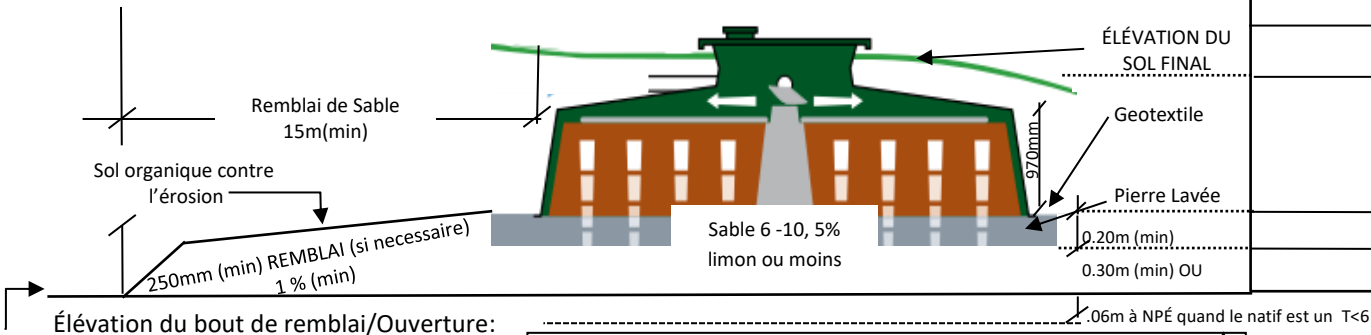 ÉLÉVATION DU
SOL FINAL
Remblai de Sable
15m(min)
Geotextile
970mm
Sol organique contre
l’érosion
Pierre Lavée
Sable 6 -10, 5%
limon ou moins
0.20m (min)
250mm (min) REMBLAI (si necessaire)
1 % (min)
0.30m (min) OU
Élévation du bout de remblai/Ouverture:
.06m à NPÉ quand le natif est un T<6